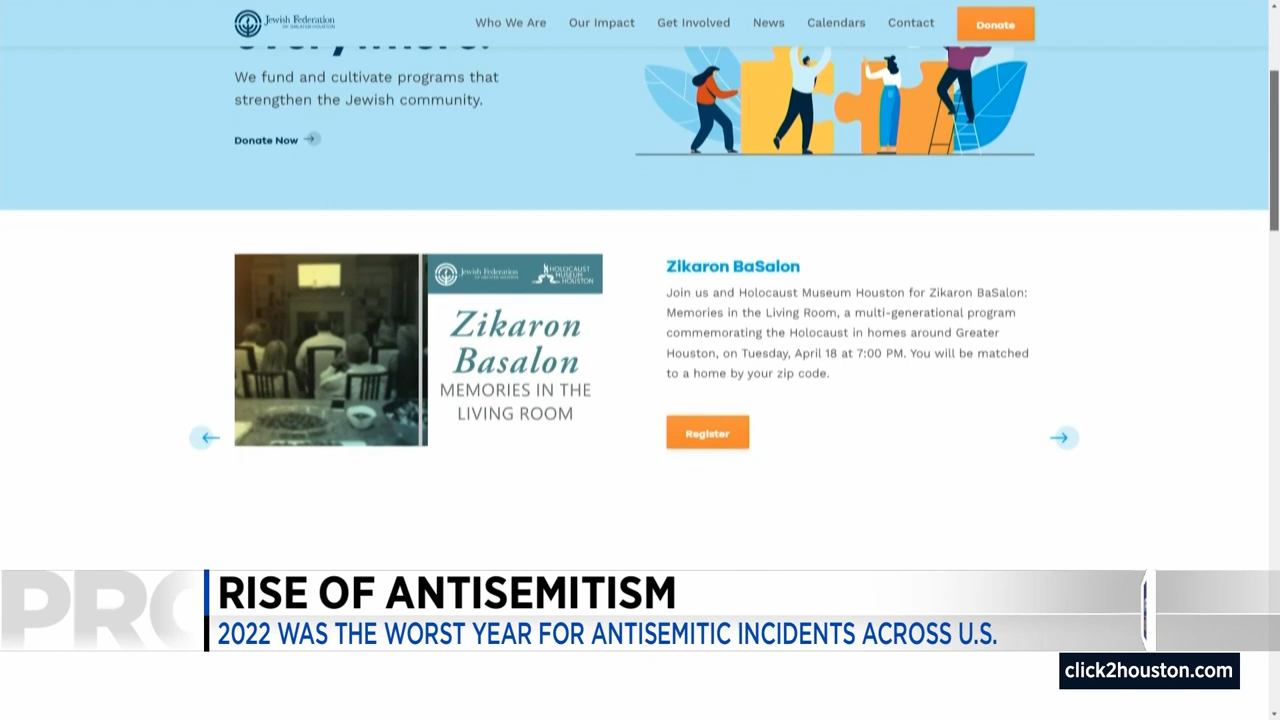 Jewish Federation
OF GREATER HOUSTON
Who We Are
Our Impact
Get Involved
News
Calendars
Contact
Donate
everywhere.
We fund and cultivate programs that
strengthen the Jewish community.
Donate Now
Jewish Federation
HOLOCAUST
MUSEUM
HOUSTON
Zikaron
Basalon
MEMORIES IN THE
LIVING ROOM
Zikaron BaSalon
Join us and Holocaust Museum Houston for Zikaron BaSalon:
Memories in the Living Room, a multi-generational program
commemorating the Holocaust in homes around Greater
Houston, on Tuesday, April 18 at 7:00 PM. You will be matched
to a home by your zip code.
Register
PRO
RISE OF ANTISEMITISM
2022 WAS THE WORST YEAR FOR ANTISEMITIC INCIDENTS ACROSS U.S.
click2houston.com